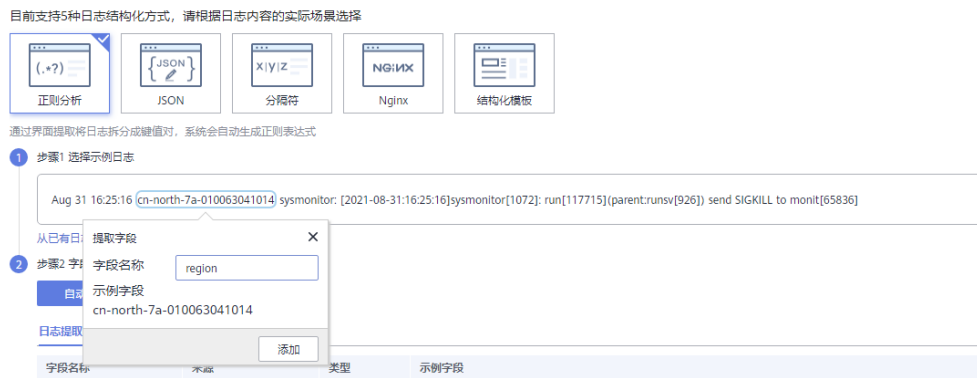 目前支持5种日志结构化方式，请根据日志内容的实际场景选择
(.*?)
JSON
X|Y|Z
NGINX
正则分析
JSON
分隔符
Nginx
结构化模板
通过界面提取将日志拆分成键值对，系统会自动生成正则表达式
1 步骤1 选择示例日志
Aug 31 16:25:16 cn-north-7a-010063041014 sysmonitor: [2021-08-31:16:25:16]sysmonitor[1072]: run[117715](parent:runsv[926]) send SIGKILL to monit[65836]
从已有日
提取字段
字段名称 region
示例字段
cn-north-7a-010063041014
添加
2 步骤2 字
自动
日志提取
字段名称 来源 类型 示例字段